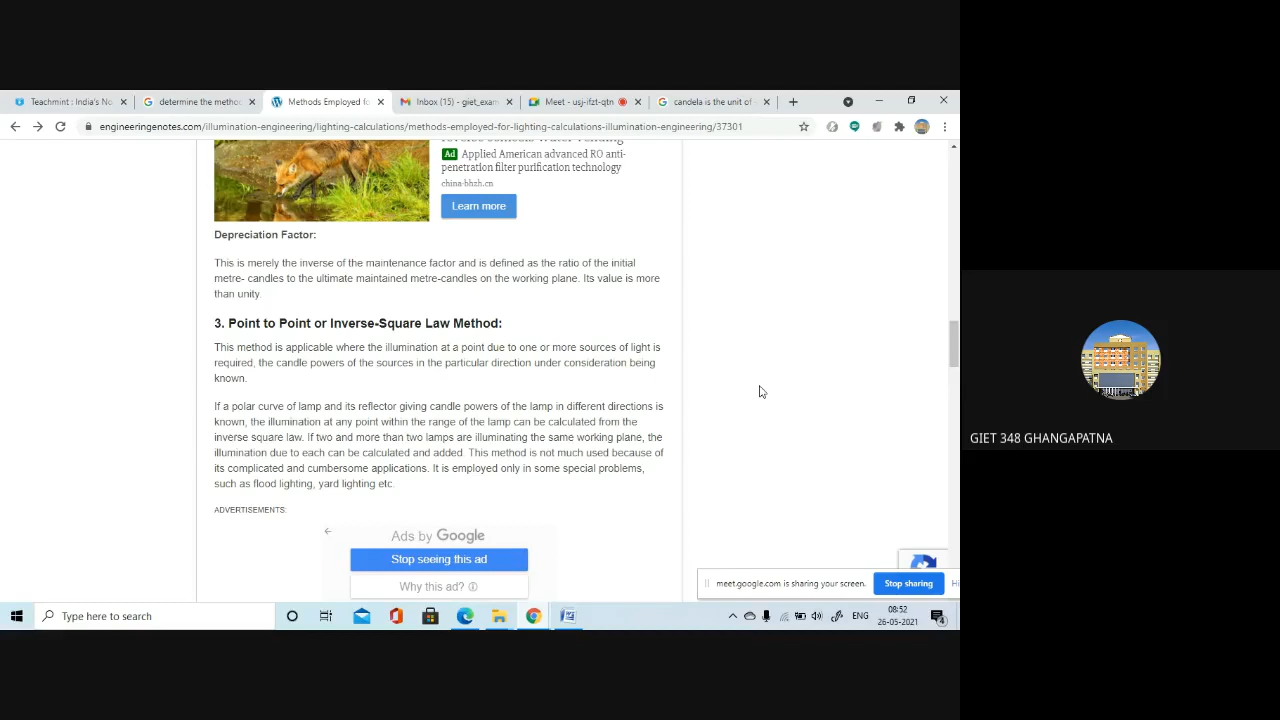 Teachmint : India's No
determine the method
Methods Employed fo
Inbox (15) - giet_exam
Meet - usj-ifzt-qtn
candela is the unit of
engineeringnotes.com/illumination-engineering/lighting-calculations/methods-employed-for-lighting-calculations-illumination-engineering/37301
Ad Applied American advanced RO anti-
penetration filter purification technology
china-bhzh.cn
Learn more
Depreciation Factor:
This is merely the inverse of the maintenance factor and is defined as the ratio of the initial
metre- candles to the ultimate maintained metre-candles on the working plane. Its value is more
than unity.
3. Point to Point or Inverse-Square Law Method:
This method is applicable where the illumination at a point due to one or more sources of light is
required, the candle powers of the sources in the particular direction under consideration being
known.
If a polar curve of lamp and its reflector giving candle powers of the lamp in different directions is
known, the illumination at any point within the range of the lamp can be calculated from the
inverse square law. If two and more than two lamps are illuminating the same working plane, the
illumination due to each can be calculated and added. This method is not much used because of
its complicated and cumbersome applications. It is employed only in some special problems,
such as flood lighting, yard lighting etc.
ADVERTISEMENTS:
Ads by Google
Stop seeing this ad
Why this ad?
meet.google.com is sharing your screen.
Stop sharing
Hi
Type here to search
ENG
08:52
26-05-2021
4
GIET 348 GHANGAPATNA